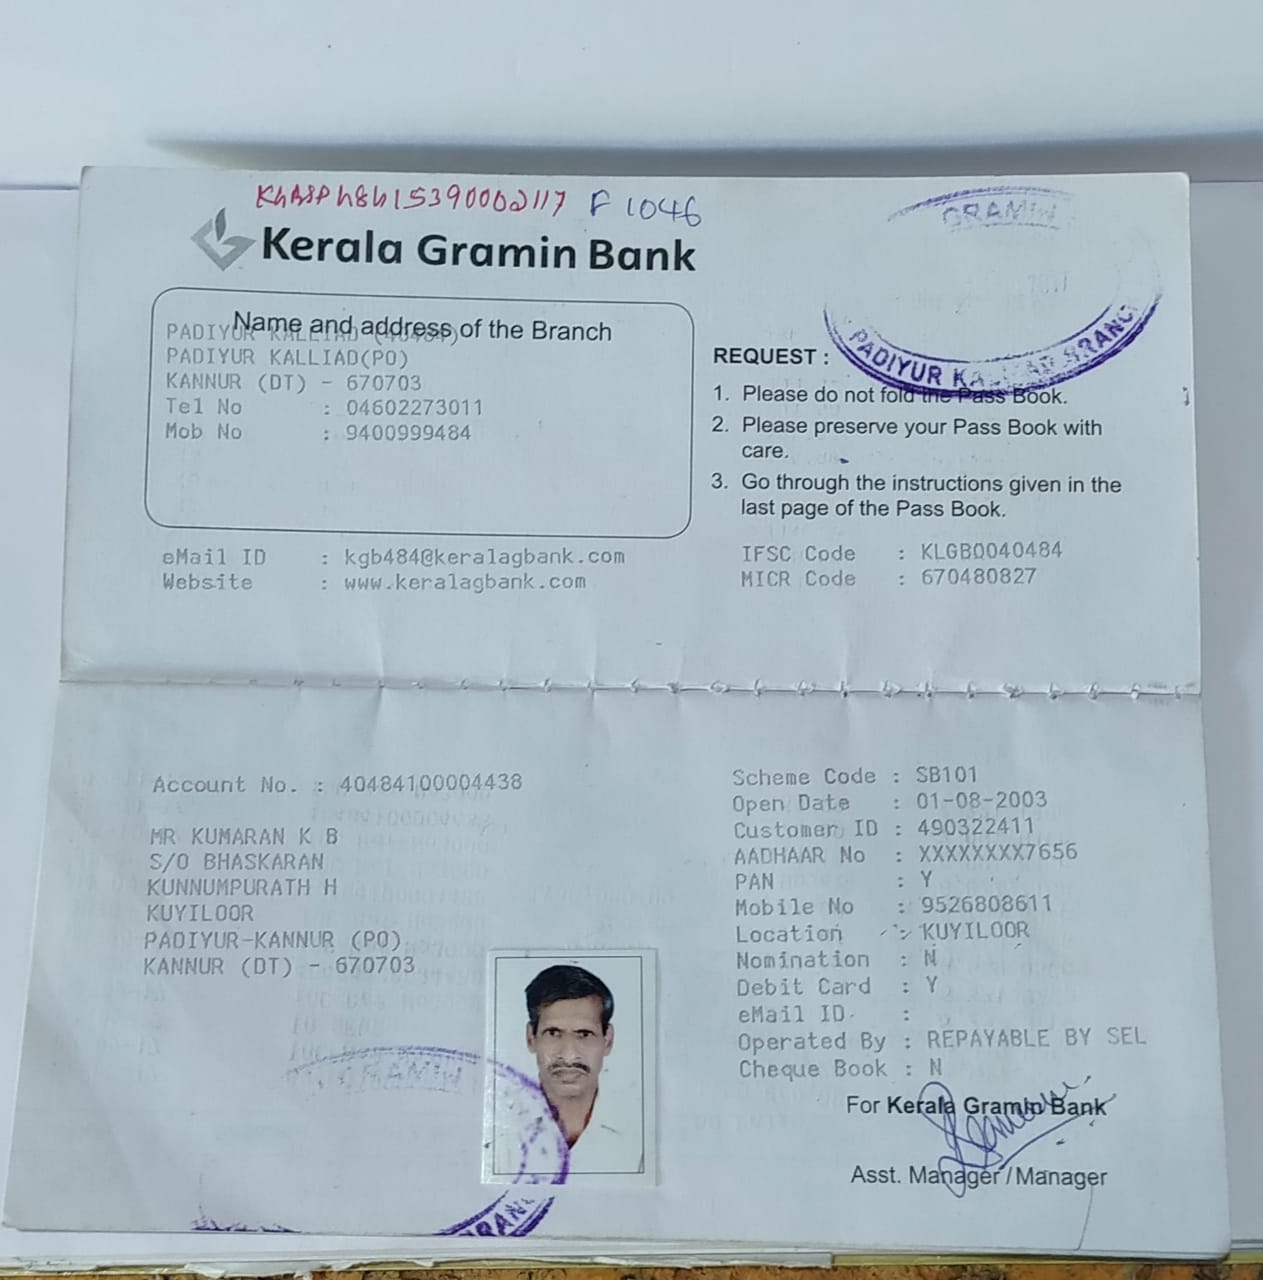 F 1046
Kerala Gramin Bank
GRAMIN
PADIYUR BRANCH
Name and address of the Branch
PADIYUR KALLIAD
PADIYUR KALLIAD(PO)
KANNUR (DT) - 670703
Tel No : 04602273011
Mob No : 9400999484
REQUEST :
1. Please do not fold the Pass Book.
2. Please preserve your Pass Book with
care.
3. Go through the instructions given in the
last page of the Pass Book.
eMail ID : kgb484@keralagbank.com
Website : www.keralagbank.com
IFSC Code : KLGB0040484
MICR Code : 670480827
Account No. : 40484100004438
MR KUMARAN K B
S/O BHASKARAN
KUNNUMPURATH H
KUYILOOR
PADIYUR-KANNUR (PO)
KANNUR (DT) - 670703
Scheme Code : SB101
Open Date : 01-08-2003
Customer ID : 490322411
AADHAAR No : XXXXXXXX7656
PAN : Y
Mobile No : 9526808611
Location : KUYILOOR
Nomination : N
Debit Card : Y
eMail ID :
Operated By : REPAYABLE BY SEL
Cheque Book : N
GRAMIN
For Kerala Gramin Bank
Asst. Manager / Manager